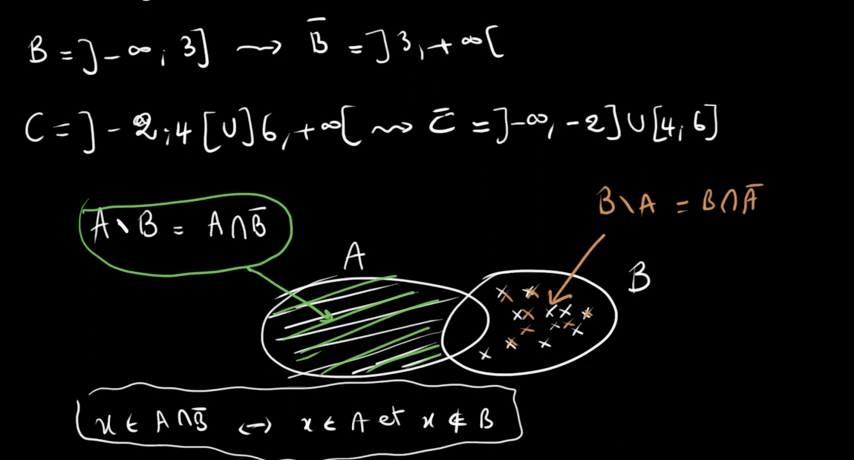 B = ]-∞, 3] ⇝ B̅ = ]3, +∞[
C = ]-2, 4[ ∪ ]6, +∞[ ⇝ C̅ = ]-∞, -2] ∪ [4, 6]
A \ B = A ∩ B̅
B \ A = B ∩ A̅
A
B
x ∈ A ∩ B̅ ↔ x ∈ A et x ∉ B